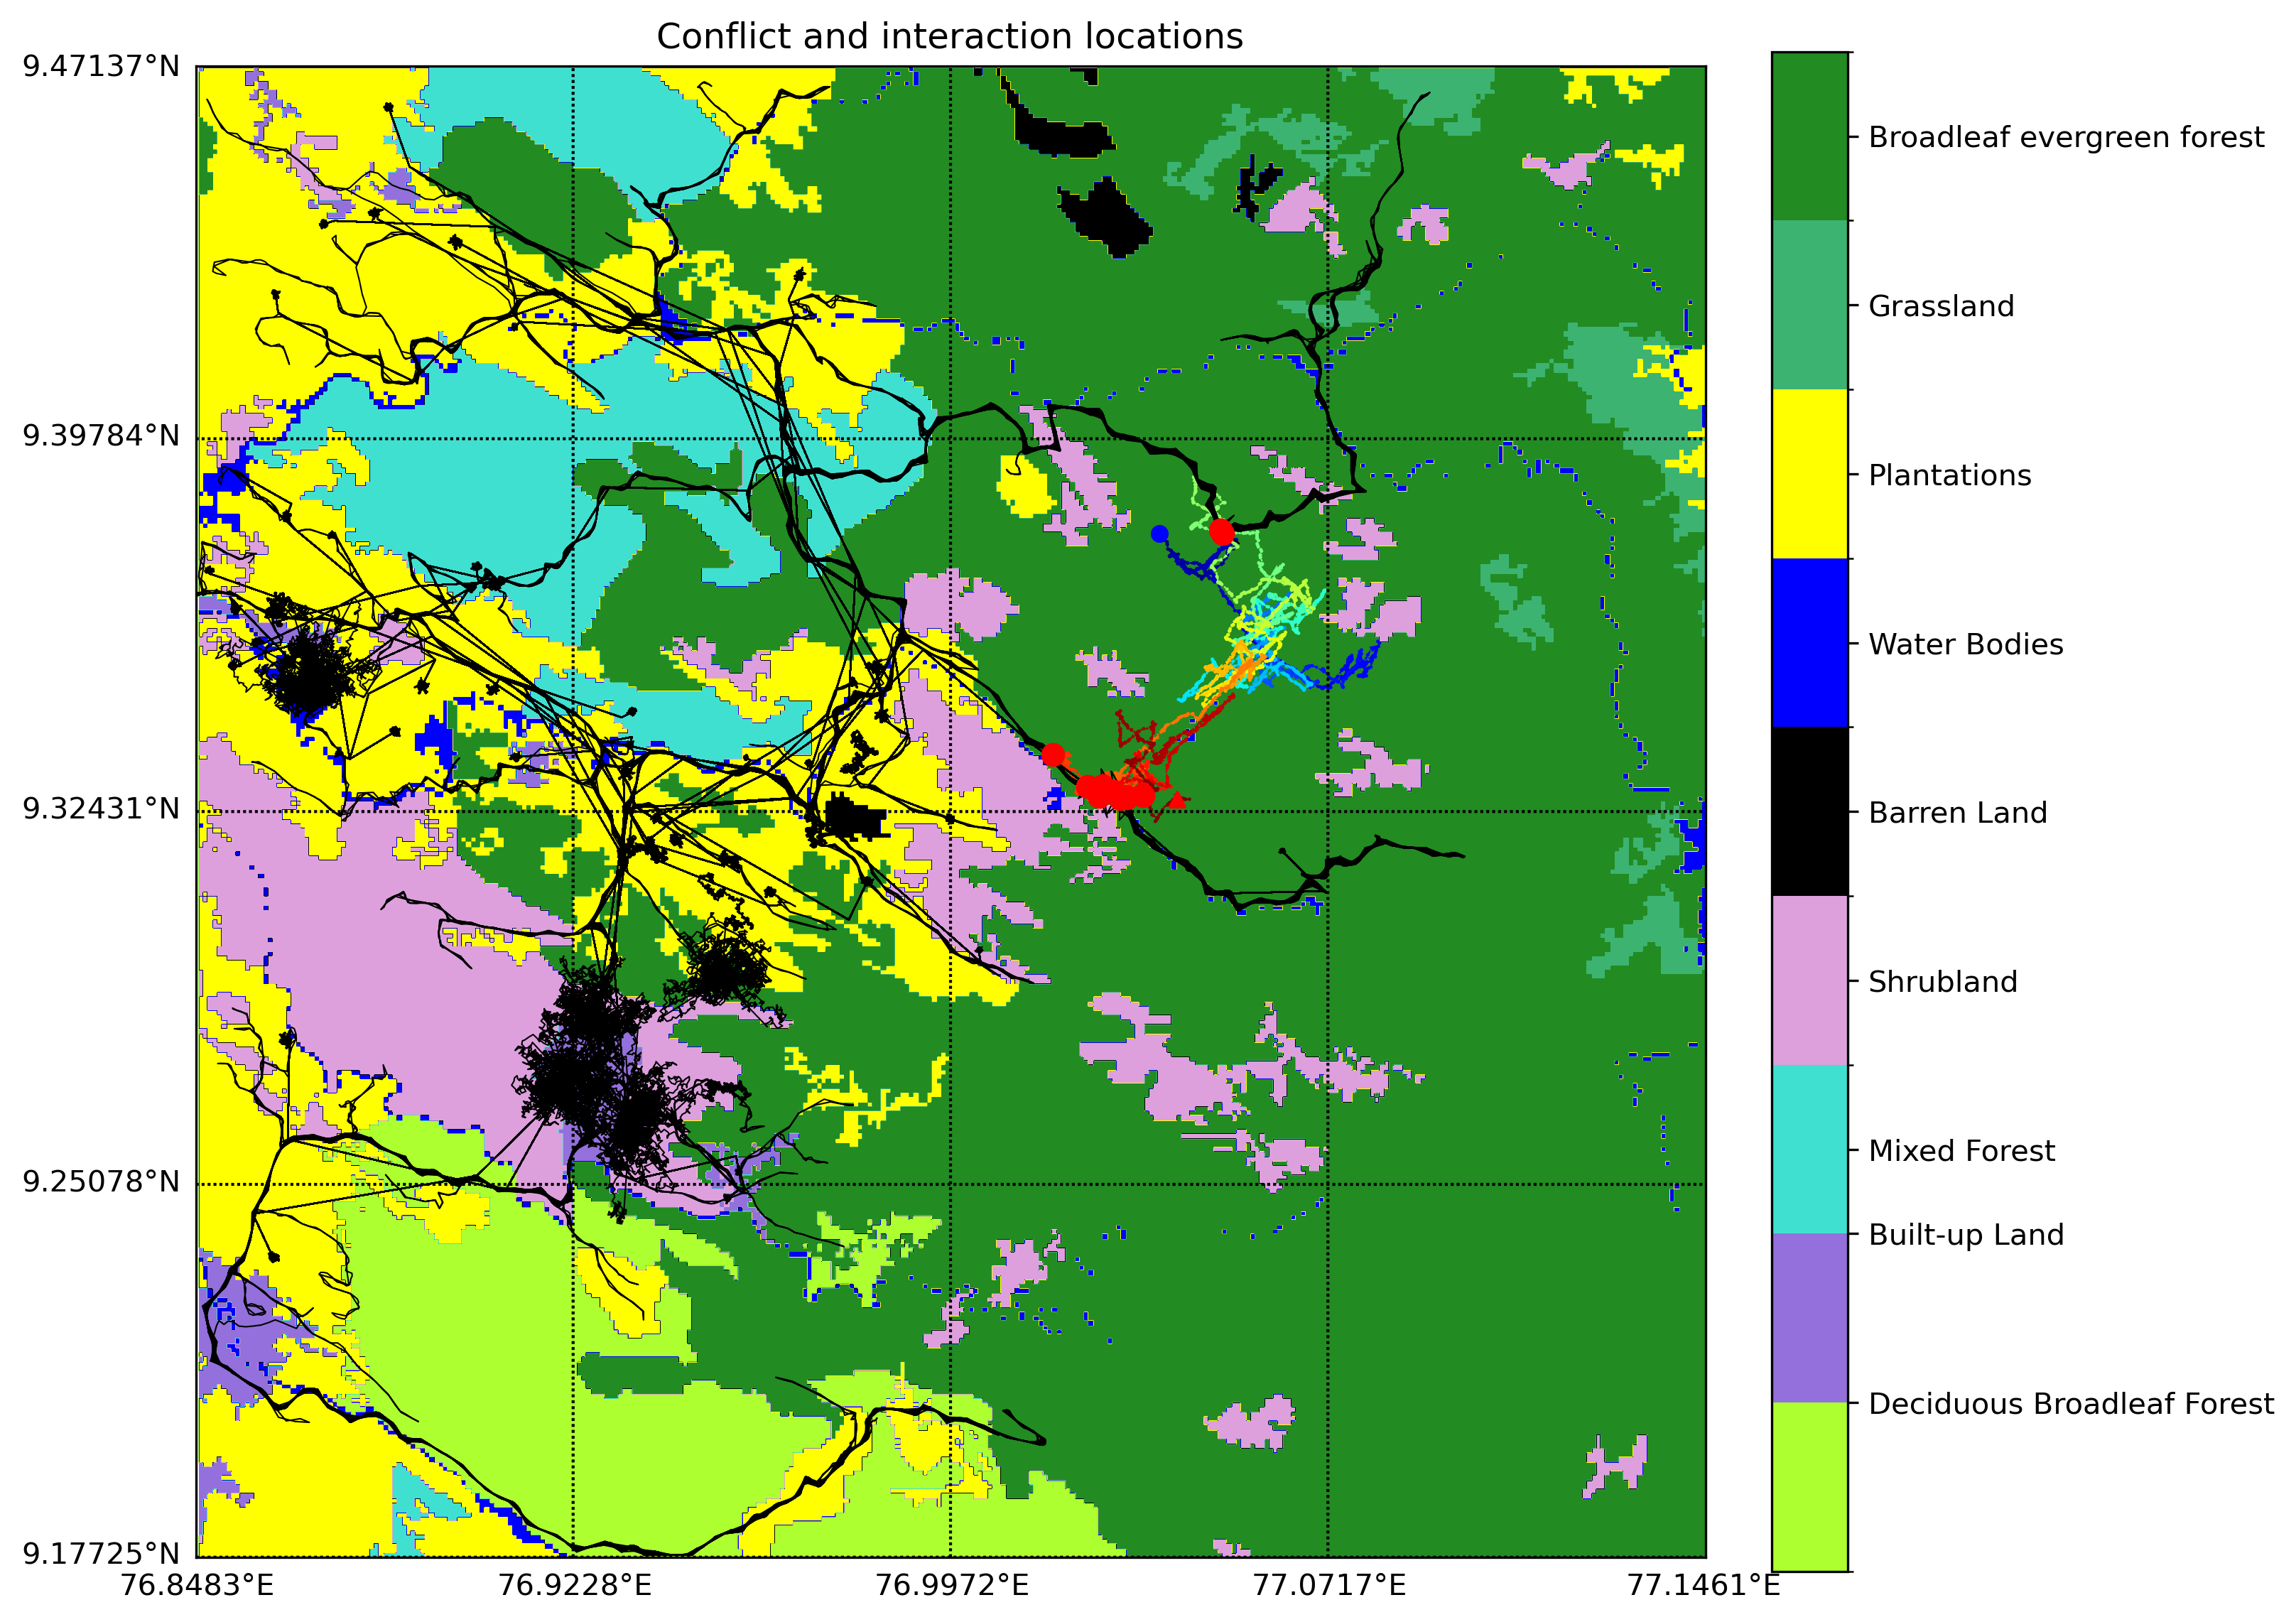 Conflict and interaction locations
9.47137°N
9.39784°N
9.32431°N
9.25078°N
9.17725°N
76.8483°E
76.9228°E
76.9972°E
77.0717°E
77.1461°E
Broadleaf evergreen forest
Grassland
Plantations
Water Bodies
Barren Land
Shrubland
Mixed Forest
Built-up Land
Deciduous Broadleaf Forest